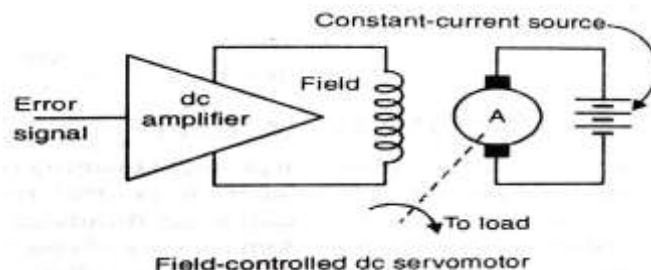 Constant-current source
Field
dc
amplifier
Error
signal
A
To load
Field-controlled dc servomotor